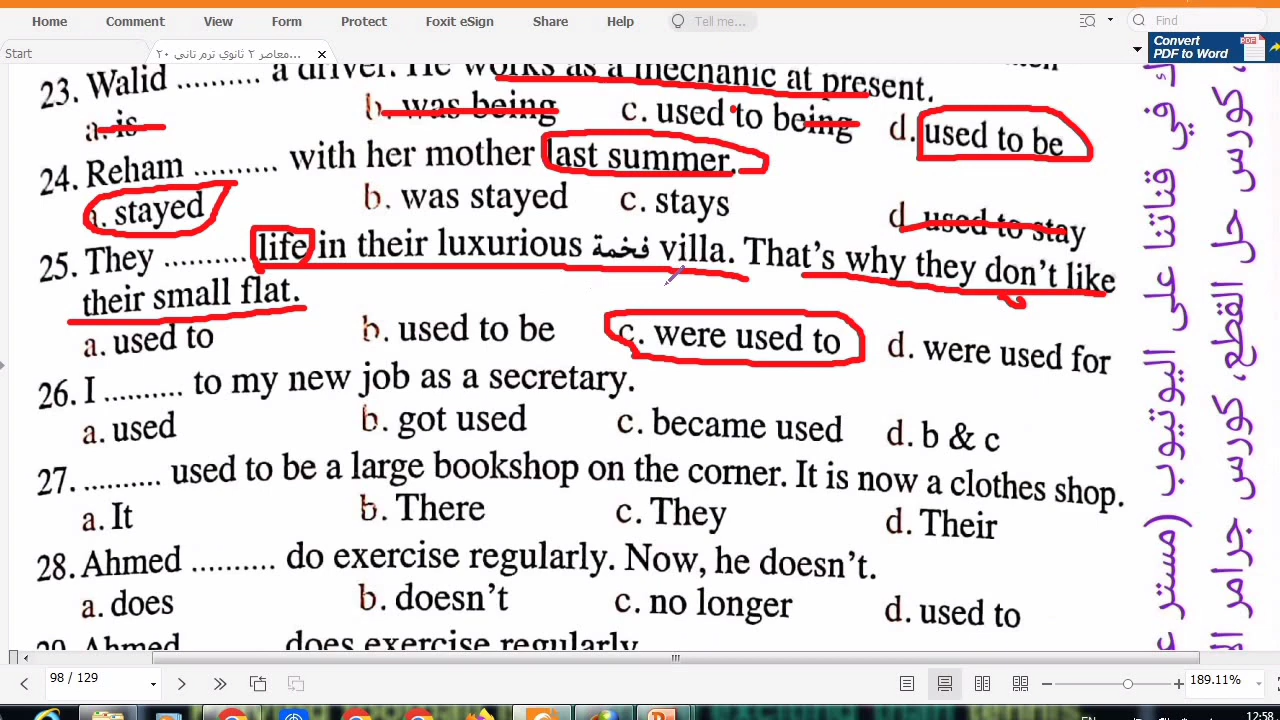 Home Comment View Form Protect Foxit eSign Share Help Tell me... Find
Start معاصر ٢ ثانوي ترم تاني ٢٠... × Convert PDF to Word
23. Walid .......... a driver. He works as a mechanic at present.
a. is b. was being c. used to being d. used to be
24. Reham .......... with her mother last summer.
a. stayed b. was stayed c. stays d. used to stay
25. They .......... life in their luxurious فخمة villa. That's why they don't like
their small flat.
a. used to b. used to be c. were used to d. were used for
26. I .......... to my new job as a secretary.
a. used b. got used c. became used d. b & c
27. .......... used to be a large bookshop on the corner. It is now a clothes shop.
a. It b. There c. They d. Their
28. Ahmed .......... do exercise regularly. Now, he doesn't.
a. does b. doesn't c. no longer d. used to
Ahmed does exercise regularly
في قناتنا على اليوتيوب (مستر
كورس حل القطع، كورس جرامر
98 / 129 189.11%
12:58